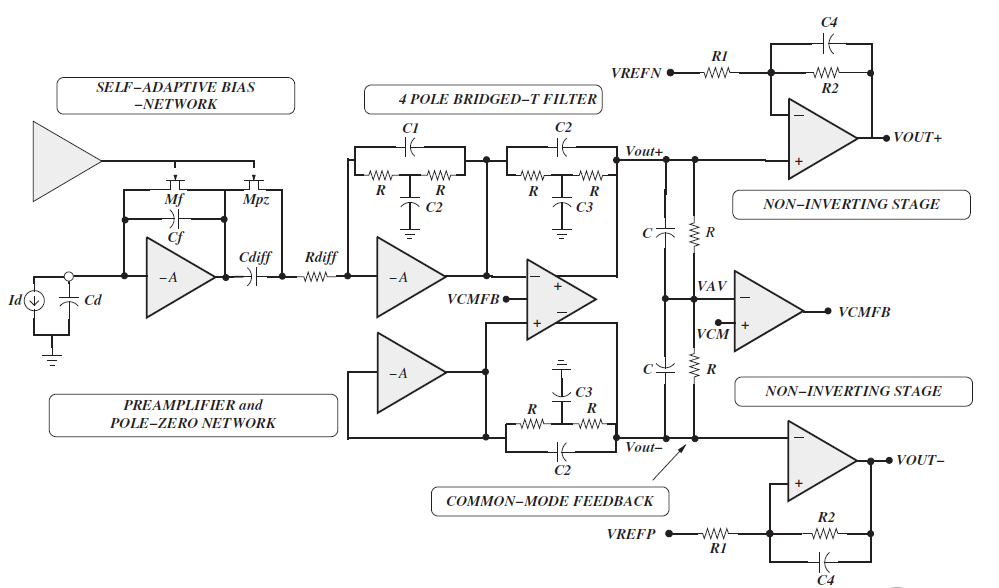 SELF-ADAPTIVE BIAS
-NETWORK
4 POLE BRIDGED-T FILTER
C4
R1
VREFN
R2
VOUT+
NON-INVERTING STAGE
C1
C2
Vout+
R
R
R
R
C2
C3
Mf
Mpz
Cf
Cdiff
Rdiff
-A
-A
Id
Cd
VCMFB
C
R
VAV
VCM
VCMFB
-A
C3
R
R
C2
C
R
PREAMPLIFIER and
POLE-ZERO NETWORK
Vout-
COMMON-MODE FEEDBACK
NON-INVERTING STAGE
VOUT-
VREFP
R1
R2
C4